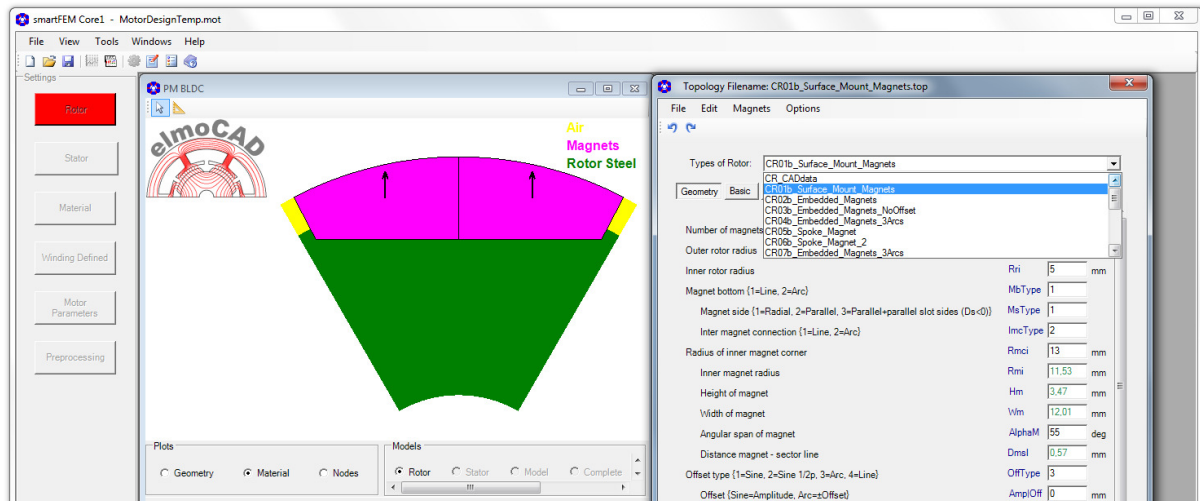 smartFEM Core1 - MotorDesignTemp.mot
File View Tools Windows Help
Settings
Rotor
Stator
Material
Winding Defined
Motor
Parameters
Preprocessing
PM BLDC
elmoCAD
Air
Magnets
Rotor Steel
Plots
Geometry Material Nodes
Models
Rotor Stator Model Complete
Topology Filename: CR01b_Surface_Mount_Magnets.top
File Edit Magnets Options
Types of Rotor: CR01b_Surface_Mount_Magnets
CR_CADdata
CR01b_Surface_Mount_Magnets
CR02b_Embedded_Magnets
CR03b_Embedded_Magnets_NoOffset
CR04b_Embedded_Magnets_3Arcs
CR05b_Spoke_Magnet
CR06b_Spoke_Magnet_2
CR07b_Embedded_Magnets_3Arcs
Geometry Basic
Number of magnets
Outer rotor radius
Inner rotor radius Rri 5 mm
Magnet bottom {1=Line, 2=Arc} MbType 1
Magnet side {1=Radial, 2=Parallel, 3=Parallel+parallel slot sides (Ds<0)} MsType 1
Inter magnet connection {1=Line, 2=Arc} ImcType 2
Radius of inner magnet corner Rmci 13 mm
Inner magnet radius Rmi 11,53 mm
Height of magnet Hm 3,47 mm
Width of magnet Wm 12,01 mm
Angular span of magnet AlphaM 55 deg
Distance magnet - sector line Dmsl 0,57 mm
Offset type {1=Sine, 2=Sine 1/2p, 3=Arc, 4=Line} OffType 3
Offset {Sine=Amplitude, Arc=±Offset} Amp|Off 0 mm